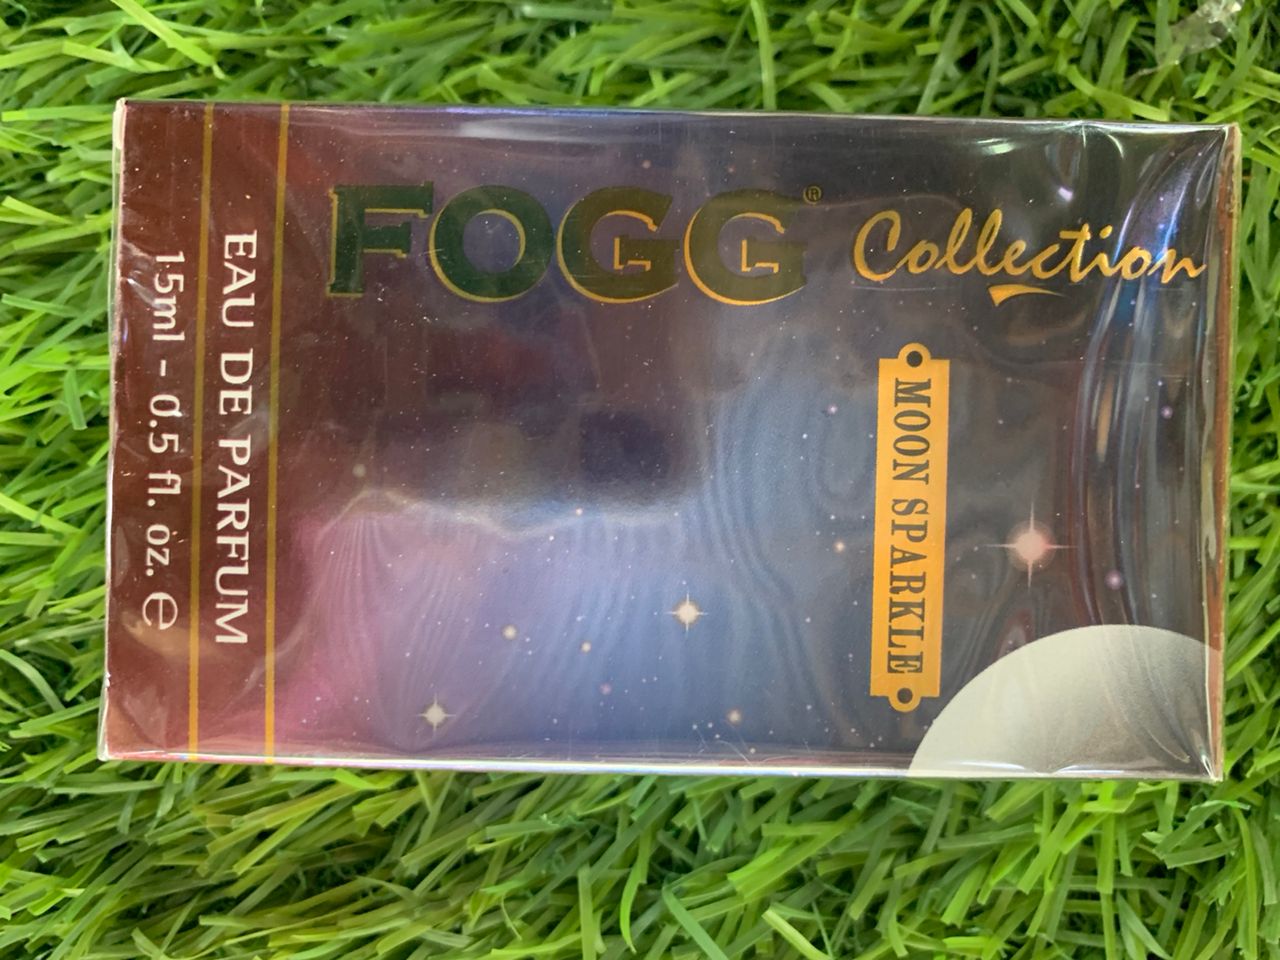 FOGG® Collection
MOON SPARKLE
EAU DE PARFUM
15ml - 0.5 fl. oz. ℮